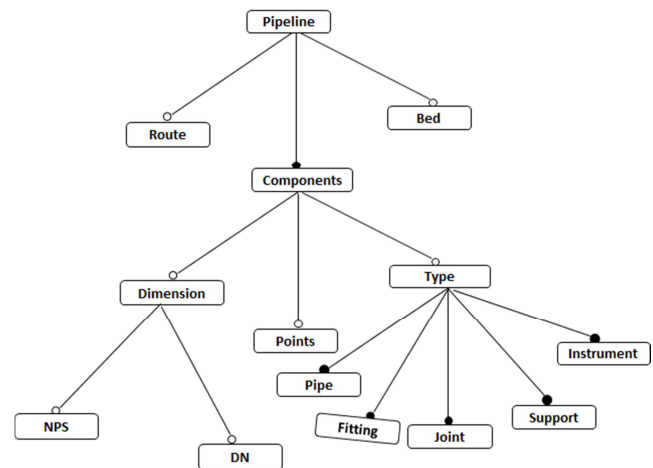 Pipeline
Route
Bed
Components
Dimension
Type
Points
Instrument
Pipe
NPS
DN
Fitting
Joint
Support